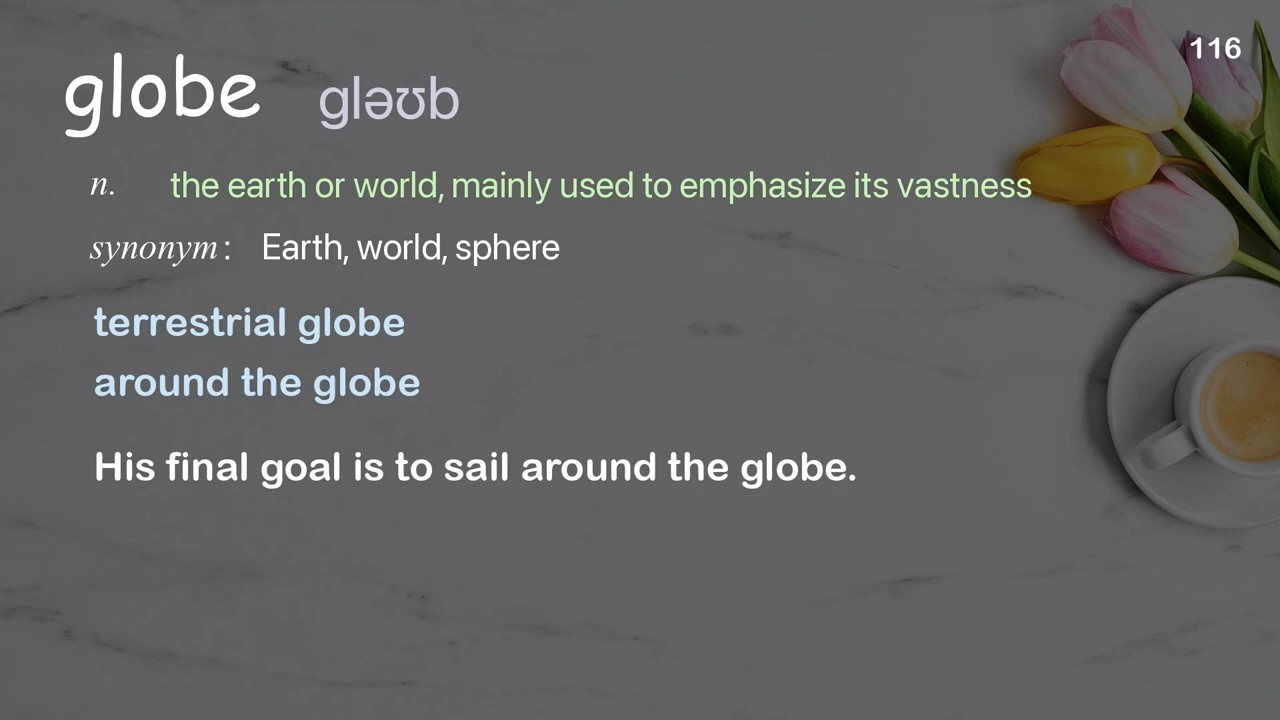 116
globe gləʊb
n. the earth or world, mainly used to emphasize its vastness
synonym: Earth, world, sphere
terrestrial globe
around the globe
His final goal is to sail around the globe.